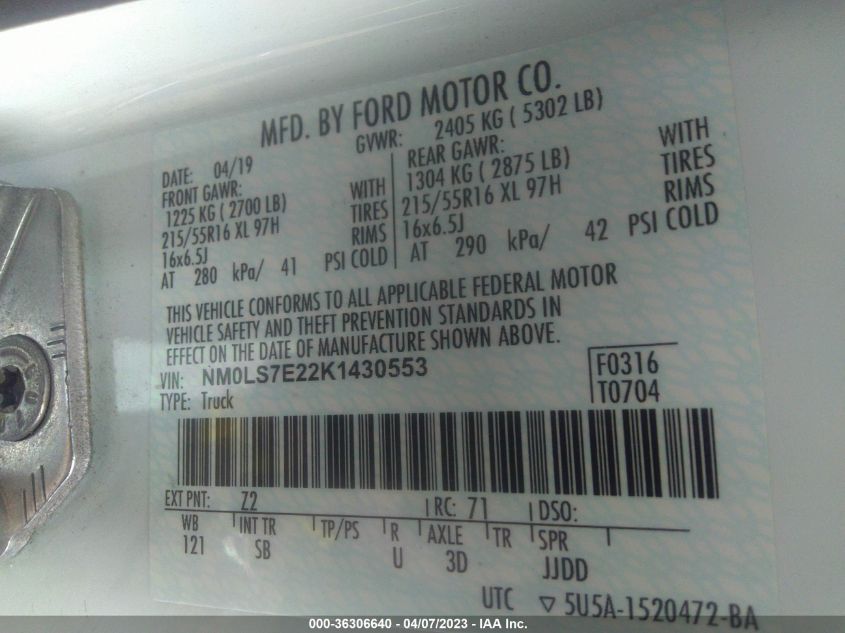 MFD. BY FORD MOTOR CO.
DATE: 04/19
GVWR: 2405 KG ( 5302 LB)
FRONT GAWR:
1225 KG ( 2700 LB) WITH
215/55R16 XL 97H TIRES
16x6.5J RIMS
AT 280 kPa/ 41 PSI COLD
REAR GAWR:
1304 KG ( 2875 LB) WITH
215/55R16 XL 97H TIRES
16x6.5J RIMS
AT 290 kPa/ 42 PSI COLD
THIS VEHICLE CONFORMS TO ALL APPLICABLE FEDERAL MOTOR
VEHICLE SAFETY AND THEFT PREVENTION STANDARDS IN
EFFECT ON THE DATE OF MANUFACTURE SHOWN ABOVE.
VIN: NM0LS7E22K1430553
TYPE: Truck
F0316
T0704
EXT PNT: Z2 RC: 71 DSO:
WB INT TR TP/PS R AXLE TR SPR
121 SB U 3D JJDD
UTC ▽ 5U5A-1520472-BA
000-36306640 - 04/07/2023 - IAA Inc.